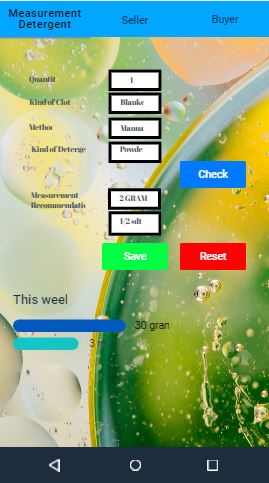 Measurement Seller Buyer
Detergent
Quantit 1
Kind of Clot Blanke
Metho Manua
Kind of Deterge Powde
Check
Measurement 2 GRAM
Recommendatio
1/2 sdt
Save Reset
This weel
30 gran
3